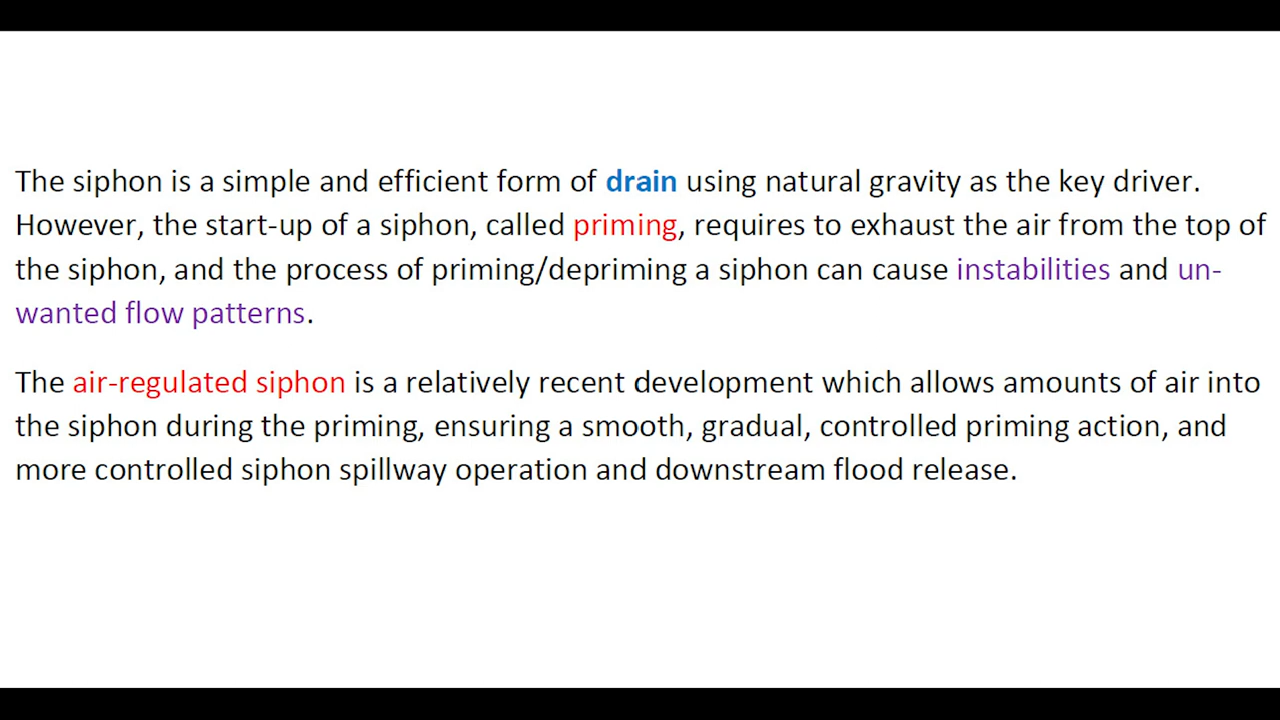 The siphon is a simple and efficient form of drain using natural gravity as the key driver.
However, the start-up of a siphon, called priming, requires to exhaust the air from the top of
the siphon, and the process of priming/depriming a siphon can cause instabilities and un-
wanted flow patterns.
The air-regulated siphon is a relatively recent development which allows amounts of air into
the siphon during the priming, ensuring a smooth, gradual, controlled priming action, and
more controlled siphon spillway operation and downstream flood release.